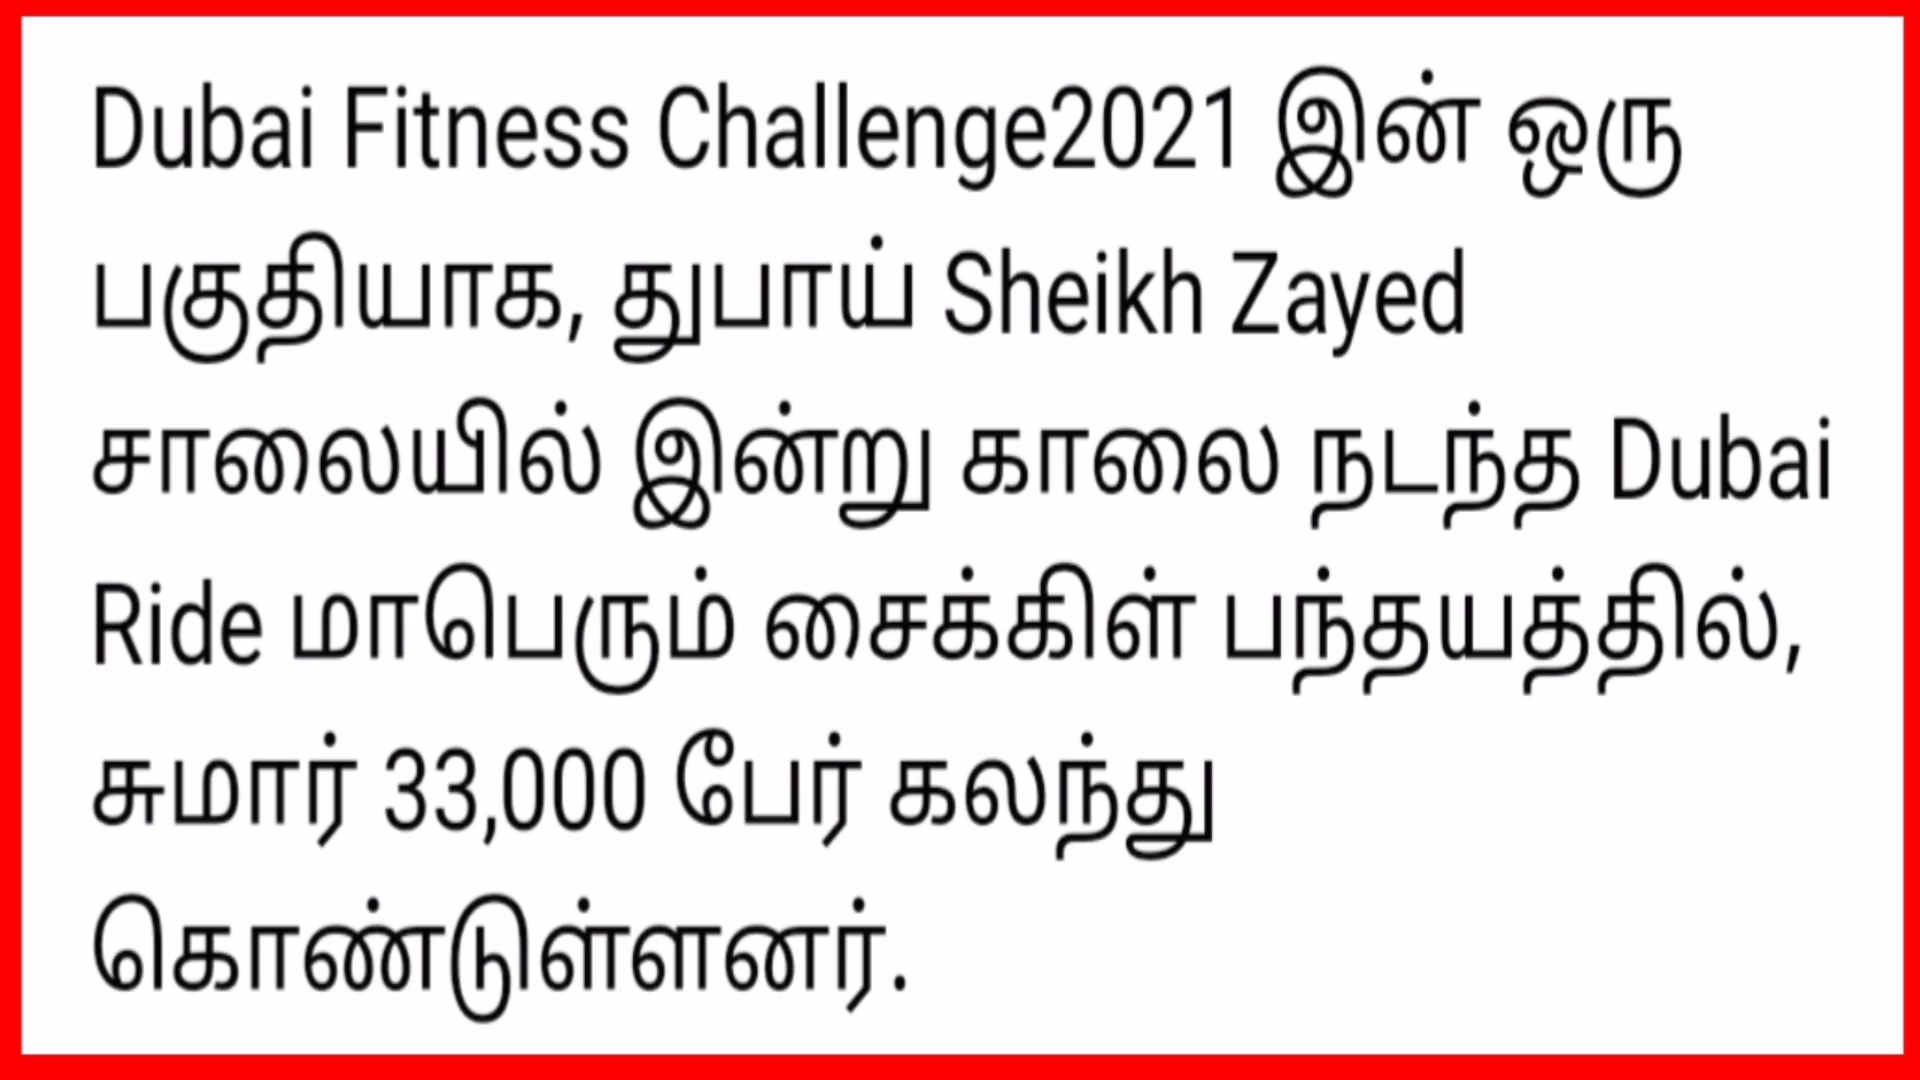 Dubai Fitness Challenge2021 இன் ஒரு
பகுதியாக, துபாய் Sheikh Zayed
சாலையில் இன்று காலை நடந்த Dubai
Ride மாபெரும் சைக்கிள் பந்தயத்தில்,
சுமார் 33,000 பேர் கலந்து
கொண்டுள்ளனர்.